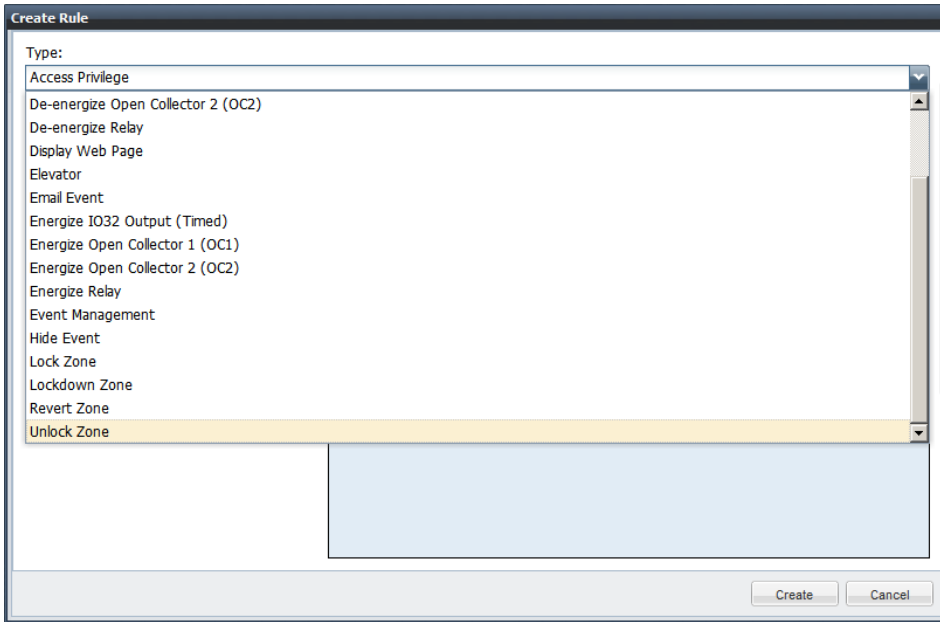 Create Rule
Type:
Access Privilege
De-energize Open Collector 2 (OC2)
De-energize Relay
Display Web Page
Elevator
Email Event
Energize IO32 Output (Timed)
Energize Open Collector 1 (OC1)
Energize Open Collector 2 (OC2)
Energize Relay
Event Management
Hide Event
Lock Zone
Lockdown Zone
Revert Zone
Unlock Zone
Create Cancel